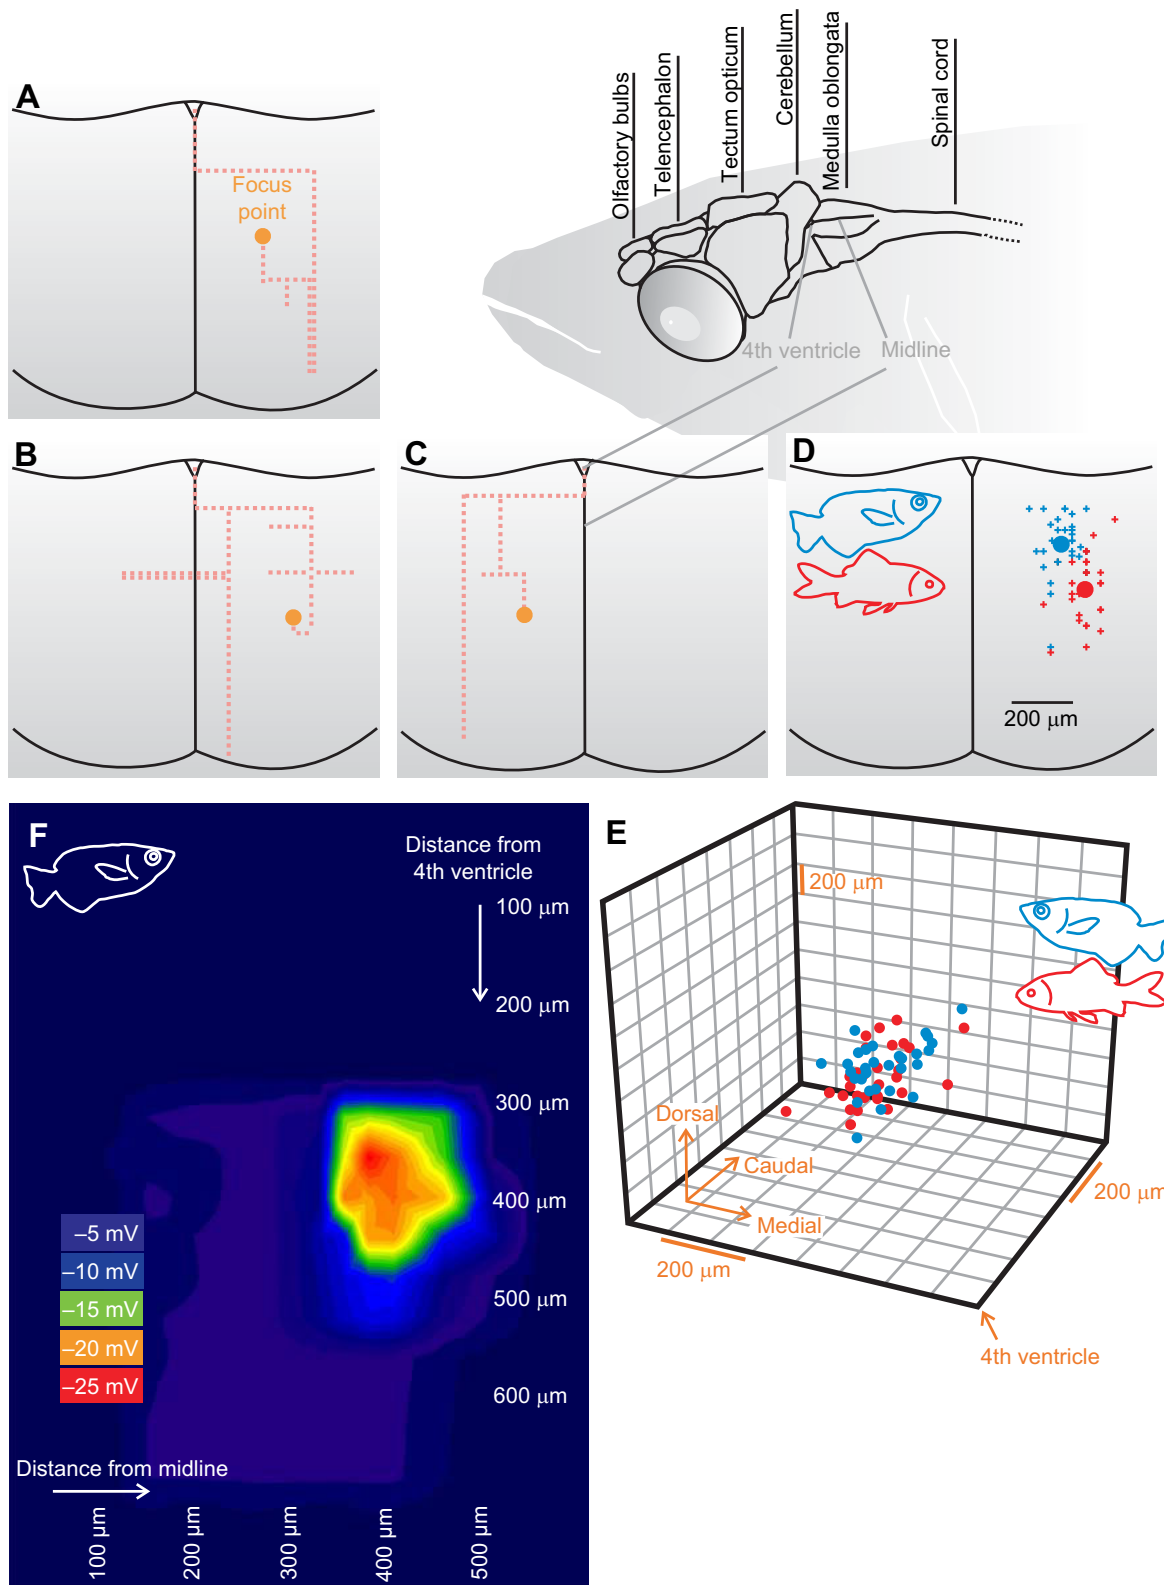 A
Focus
point
Olfactory bulbs
Telencephalon
Tectum opticum
Cerebellum
Medulla oblongata
Spinal cord
4th ventricle
Midline
B
C
D
200 μm
F
Distance from
4th ventricle
100 μm
200 μm
300 μm
400 μm
500 μm
600 μm
–5 mV
–10 mV
–15 mV
–20 mV
–25 mV
Distance from midline
100 μm
200 μm
300 μm
400 μm
500 μm
E
200 μm
Dorsal
Caudal
Medial
200 μm
200 μm
4th ventricle